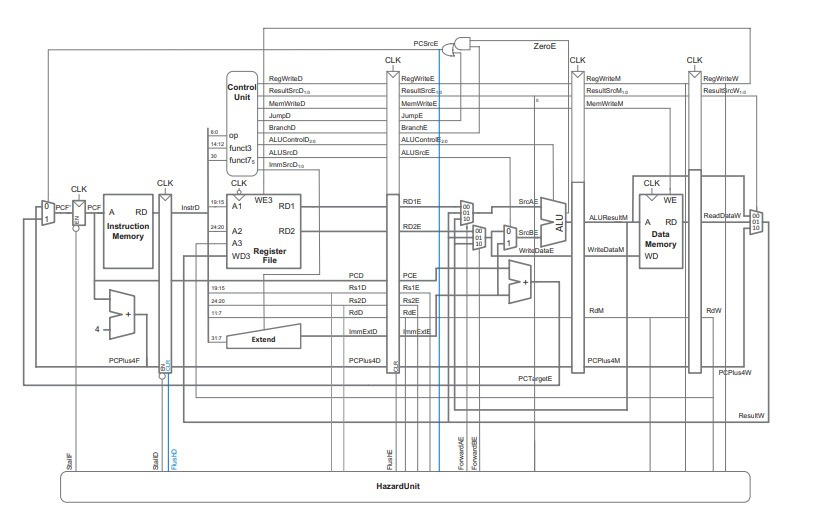 PCSrcE
ZeroE
CLK
CLK
CLK
Control
Unit
RegWriteD
RegWriteE
RegWriteM
RegWriteW
ResultSrcD1:0
ResultSrcE1:0
ResultSrcM1:0
ResultSrcW1:0
MemWriteD
MemWriteE
MemWriteM
JumpD
JumpE
6:0
op
BranchD
BranchE
14:12
funct3
ALUControlD2:0
ALUControlE2:0
30
funct75
ALUSrcD
ALUSrcE
ImmSrcD1:0
CLK
CLK
CLK
CLK
0
1
PCF'
EN
PCF
A
RD
Instruction
Memory
InstrD
19:15
A1
WE3
RD1
RD1E
00
01
10
SrcAE
ALU
ALUResultM
WE
A
RD
Data
Memory
WD
ReadDataW
00
01
10
24:20
A2
RD2
RD2E
00
01
10
0
1
SrcBE
A3
WD3
Register
File
WriteDataE
WriteDataM
PCD
PCE
+
19:15
Rs1D
Rs1E
24:20
Rs2D
Rs2E
11:7
RdD
RdE
RdM
RdW
+
4
31:7
Extend
ImmExtD
ImmExtE
PCPlus4F
EN
CLR
PCPlus4D
CLR
PCPlus4M
PCPlus4W
PCTargetE
ResultW
StallF
StallD
FlushD
FlushE
ForwardAE
ForwardBE
HazardUnit